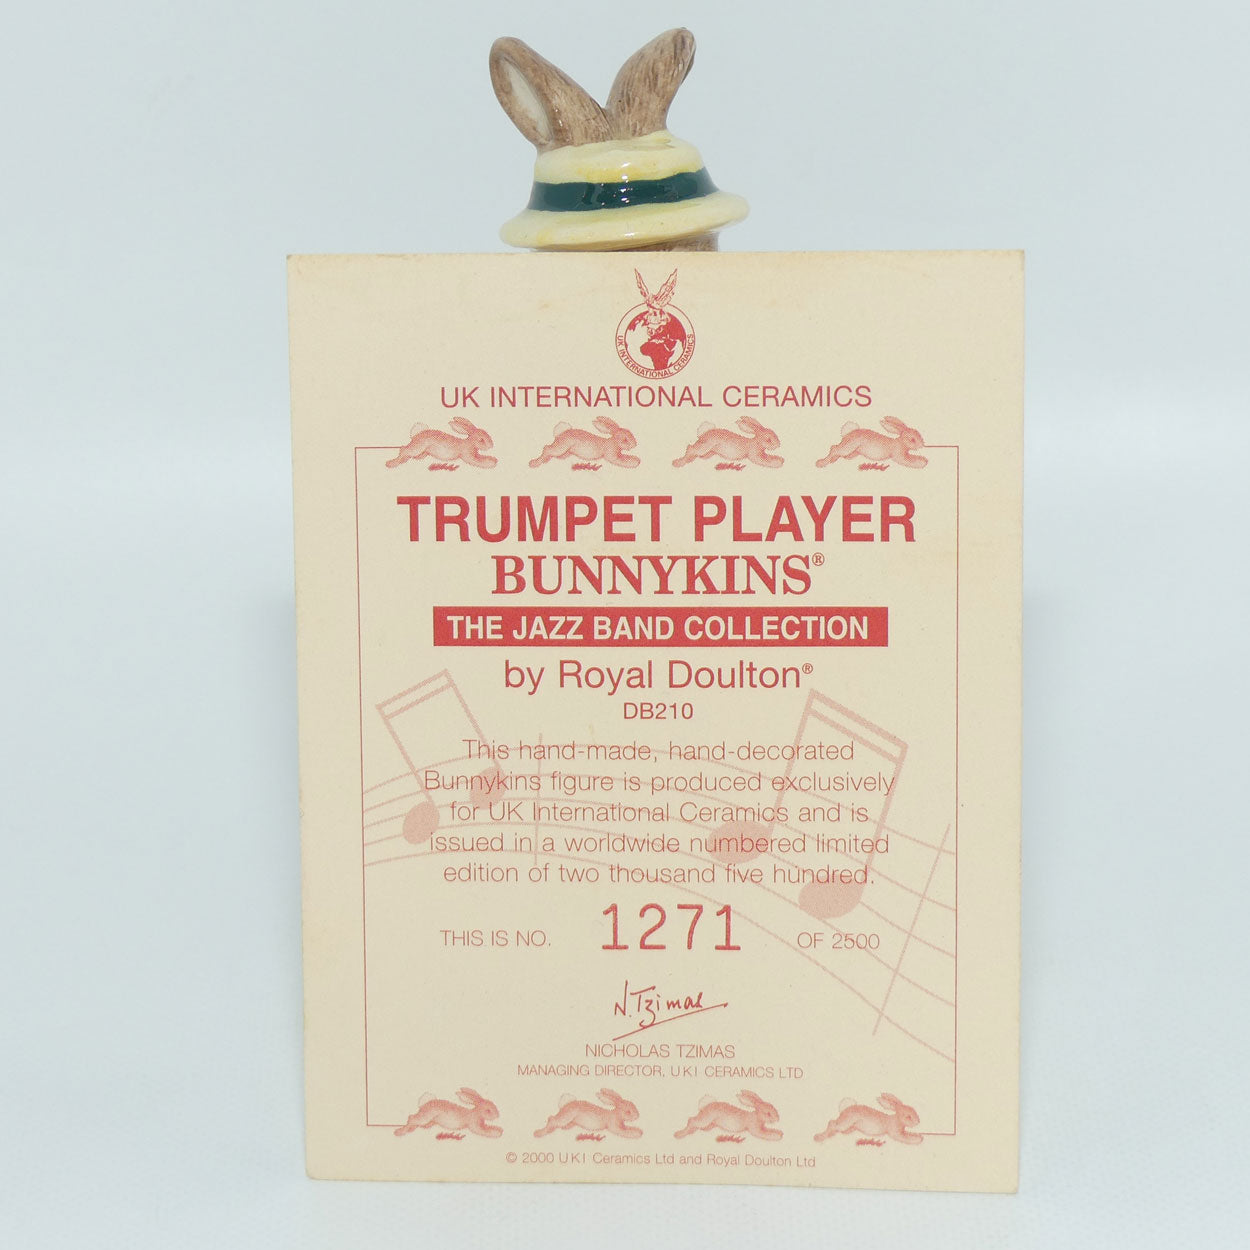 UK INTERNATIONAL CERAMICS
UK INTERNATIONAL CERAMICS
TRUMPET PLAYER
BUNNYKINS®
THE JAZZ BAND COLLECTION
by Royal Doulton®
DB210
This hand-made, hand-decorated
Bunnykins figure is produced exclusively
for UK International Ceramics and is
issued in a worldwide numbered limited
edition of two thousand five hundred.
THIS IS NO. 1271 OF 2500
N. Tzimas
NICHOLAS TZIMAS
MANAGING DIRECTOR, U K I CERAMICS LTD
© 2000 U K I Ceramics Ltd and Royal Doulton Ltd